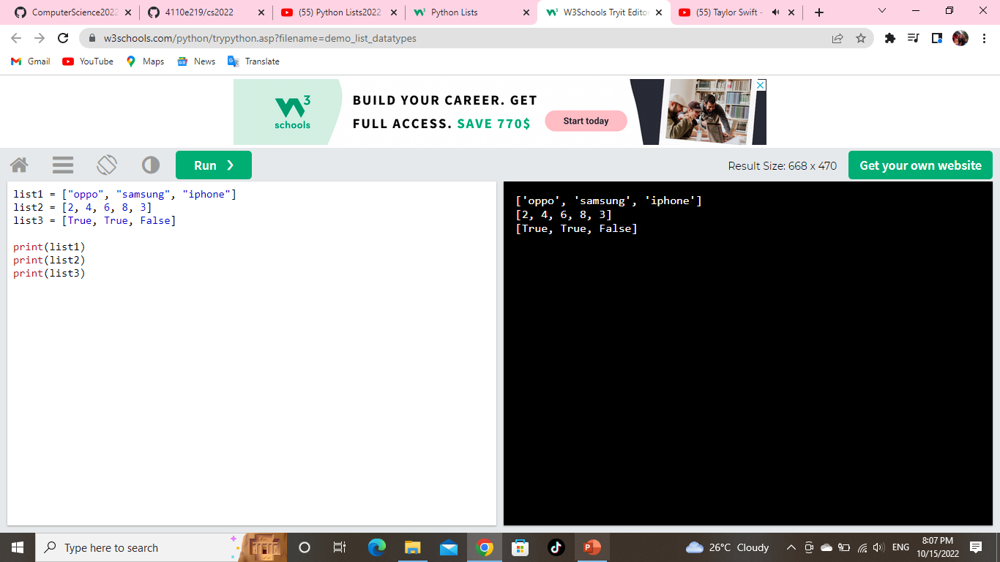 ComputerScience2022
4110e219/cs2022
(55) Python Lists2022
Python Lists
W3Schools Tryit Editor
(55) Taylor Swift -
w3schools.com/python/trypython.asp?filename=demo_list_datatypes
Gmail
YouTube
Maps
News
Translate
w3 schools
BUILD YOUR CAREER. GET
FULL ACCESS. SAVE 770$
Start today
Run ❯
Result Size: 668 x 470
Get your own website
list1 = ["oppo", "samsung", "iphone"]
list2 = [2, 4, 6, 8, 3]
list3 = [True, True, False]
print(list1)
print(list2)
print(list3)
['oppo', 'samsung', 'iphone']
[2, 4, 6, 8, 3]
[True, True, False]
Type here to search
26°C Cloudy
ENG
8:07 PM
10/15/2022